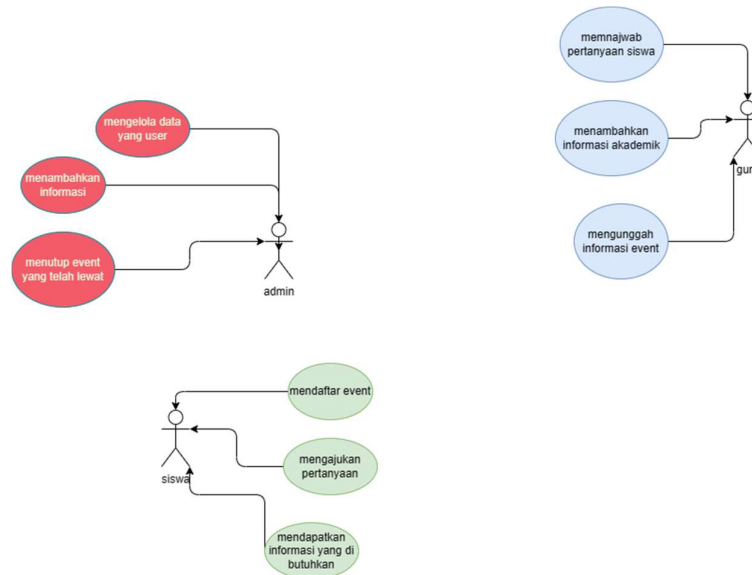 memnajwab
pertanyaan siswa
mengelola data
yang user
menambahkan
informasi akademik
menambahkan
informasi
gur
mengunggah
informasi event
menutup event
yang telah lewat
admin
mendaftar event
mengajukan
pertanyaan
siswa
mendapatkan
informasi yang di
butuhkan